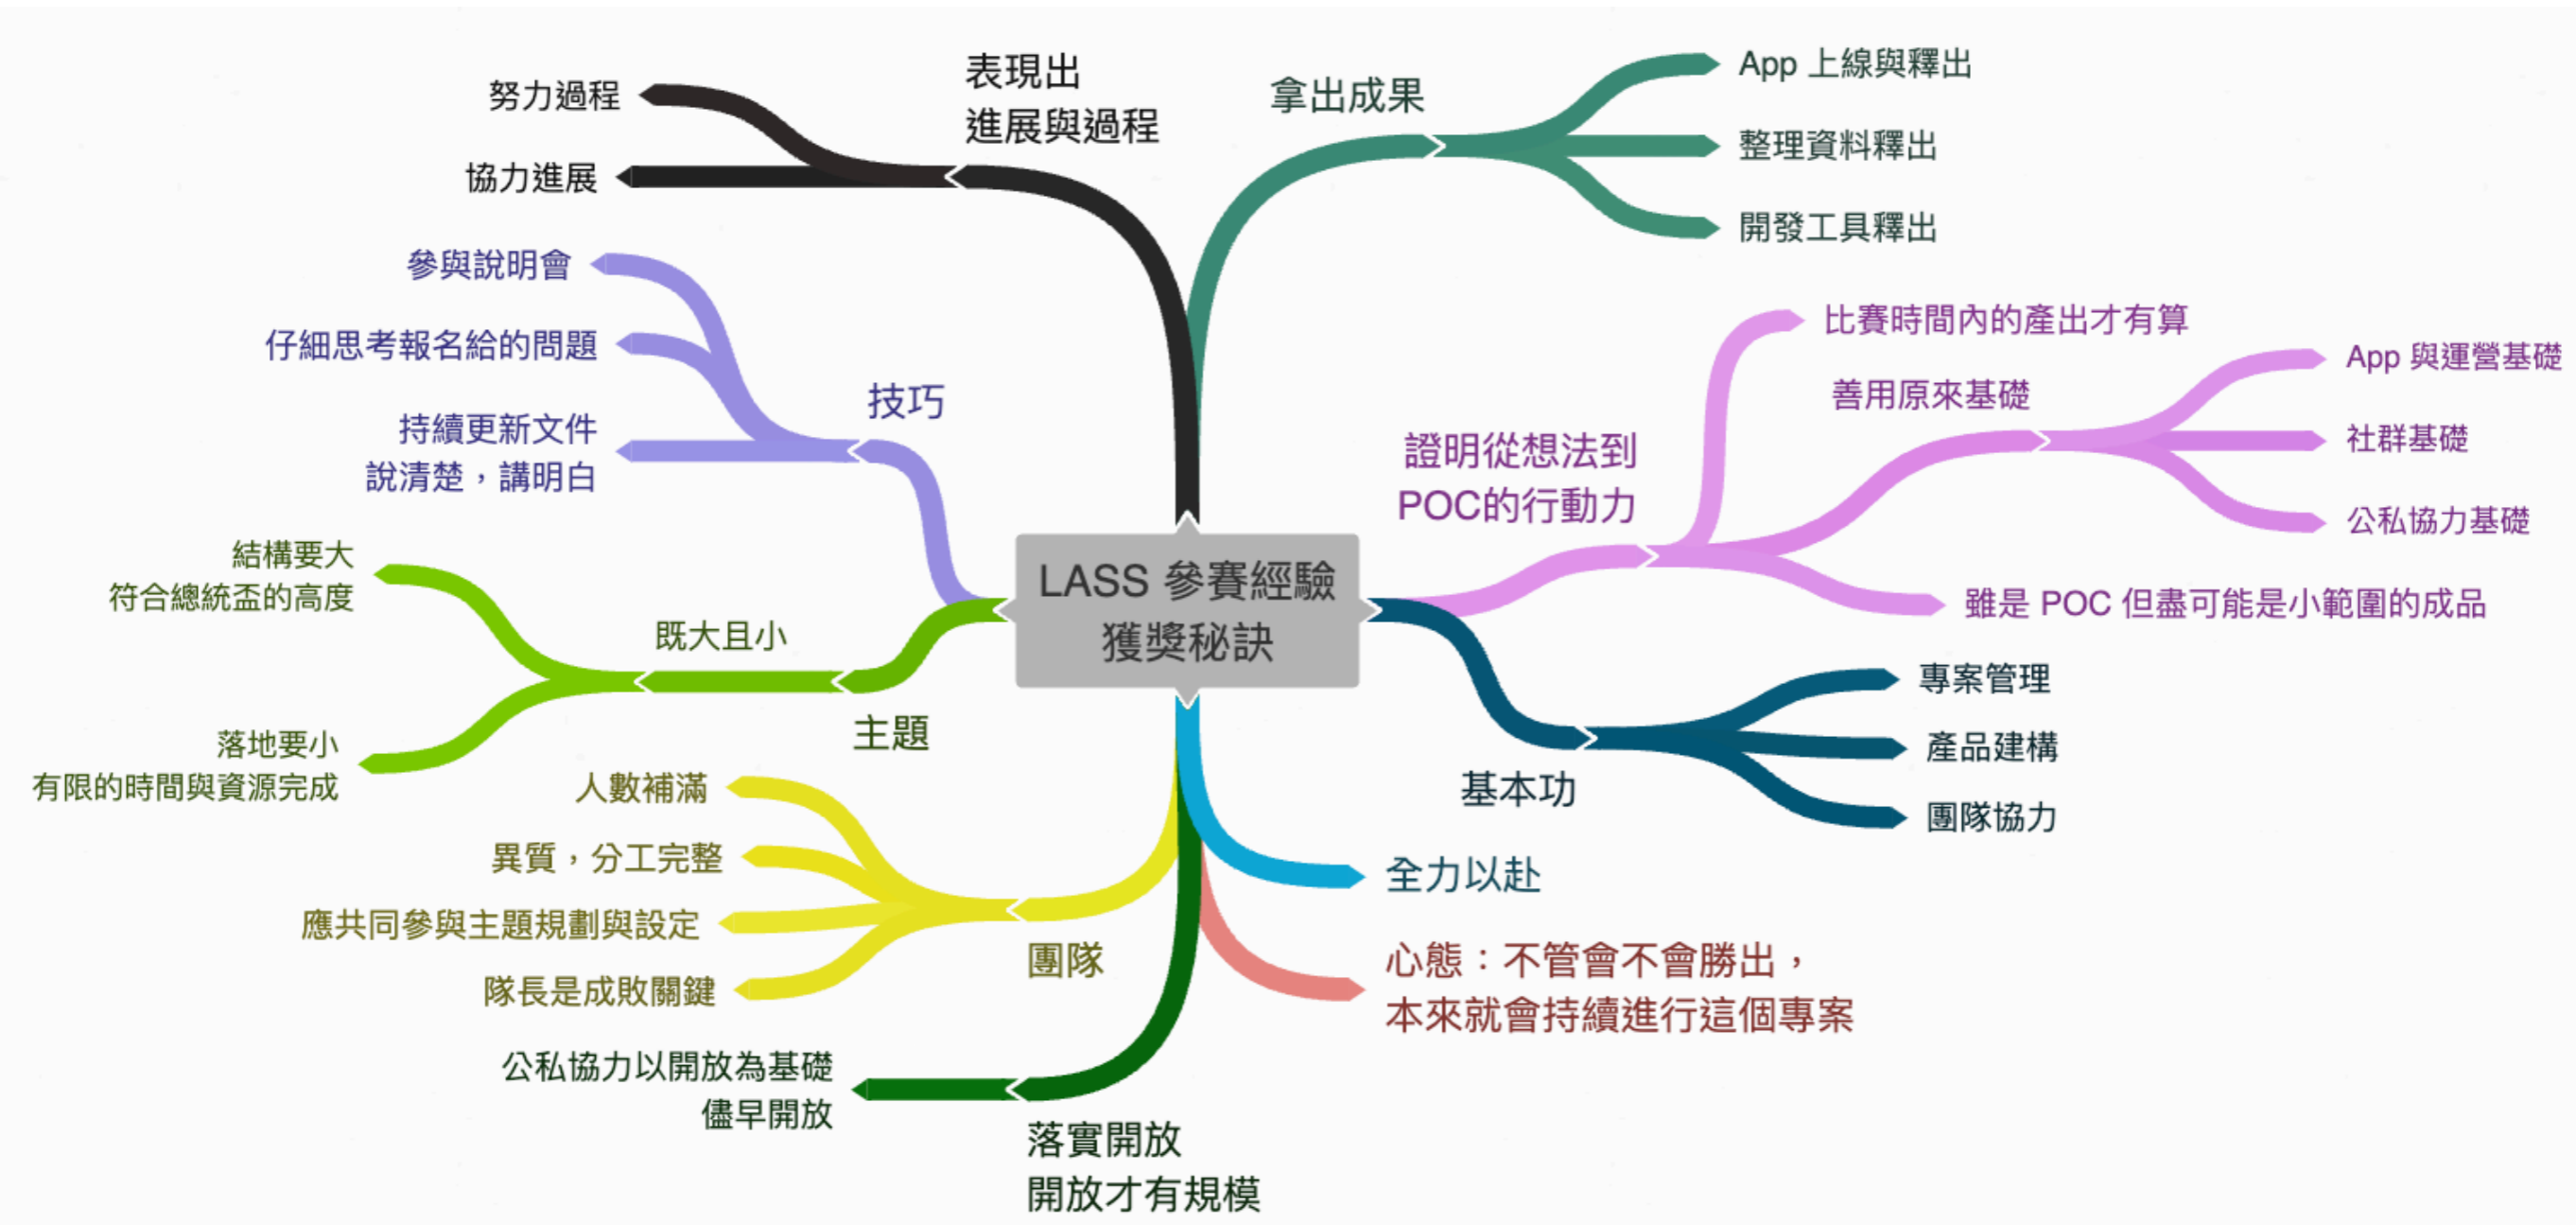 LASS 參賽經驗
獲獎秘訣
拿出成果
App 上線與釋出
整理資料釋出
開發工具釋出
證明從想法到
POC的行動力
比賽時間內的產出才有算
善用原來基礎
App 與運營基礎
社群基礎
公私協力基礎
雖是 POC 但盡可能是小範圍的成品
基本功
專案管理
產品建構
團隊協力
全力以赴
心態：不管會不會勝出，
本來就會持續進行這個專案
表現出
進展與過程
努力過程
協力進展
技巧
參與說明會
仔細思考報名給的問題
持續更新文件
說清楚，講明白
主題
既大且小
結構要大
符合總統盃的高度
落地要小
有限的時間與資源完成
團隊
人數補滿
異質，分工完整
應共同參與主題規劃與設定
隊長是成敗關鍵
落實開放
開放才有規模
公私協力以開放為基礎
儘早開放